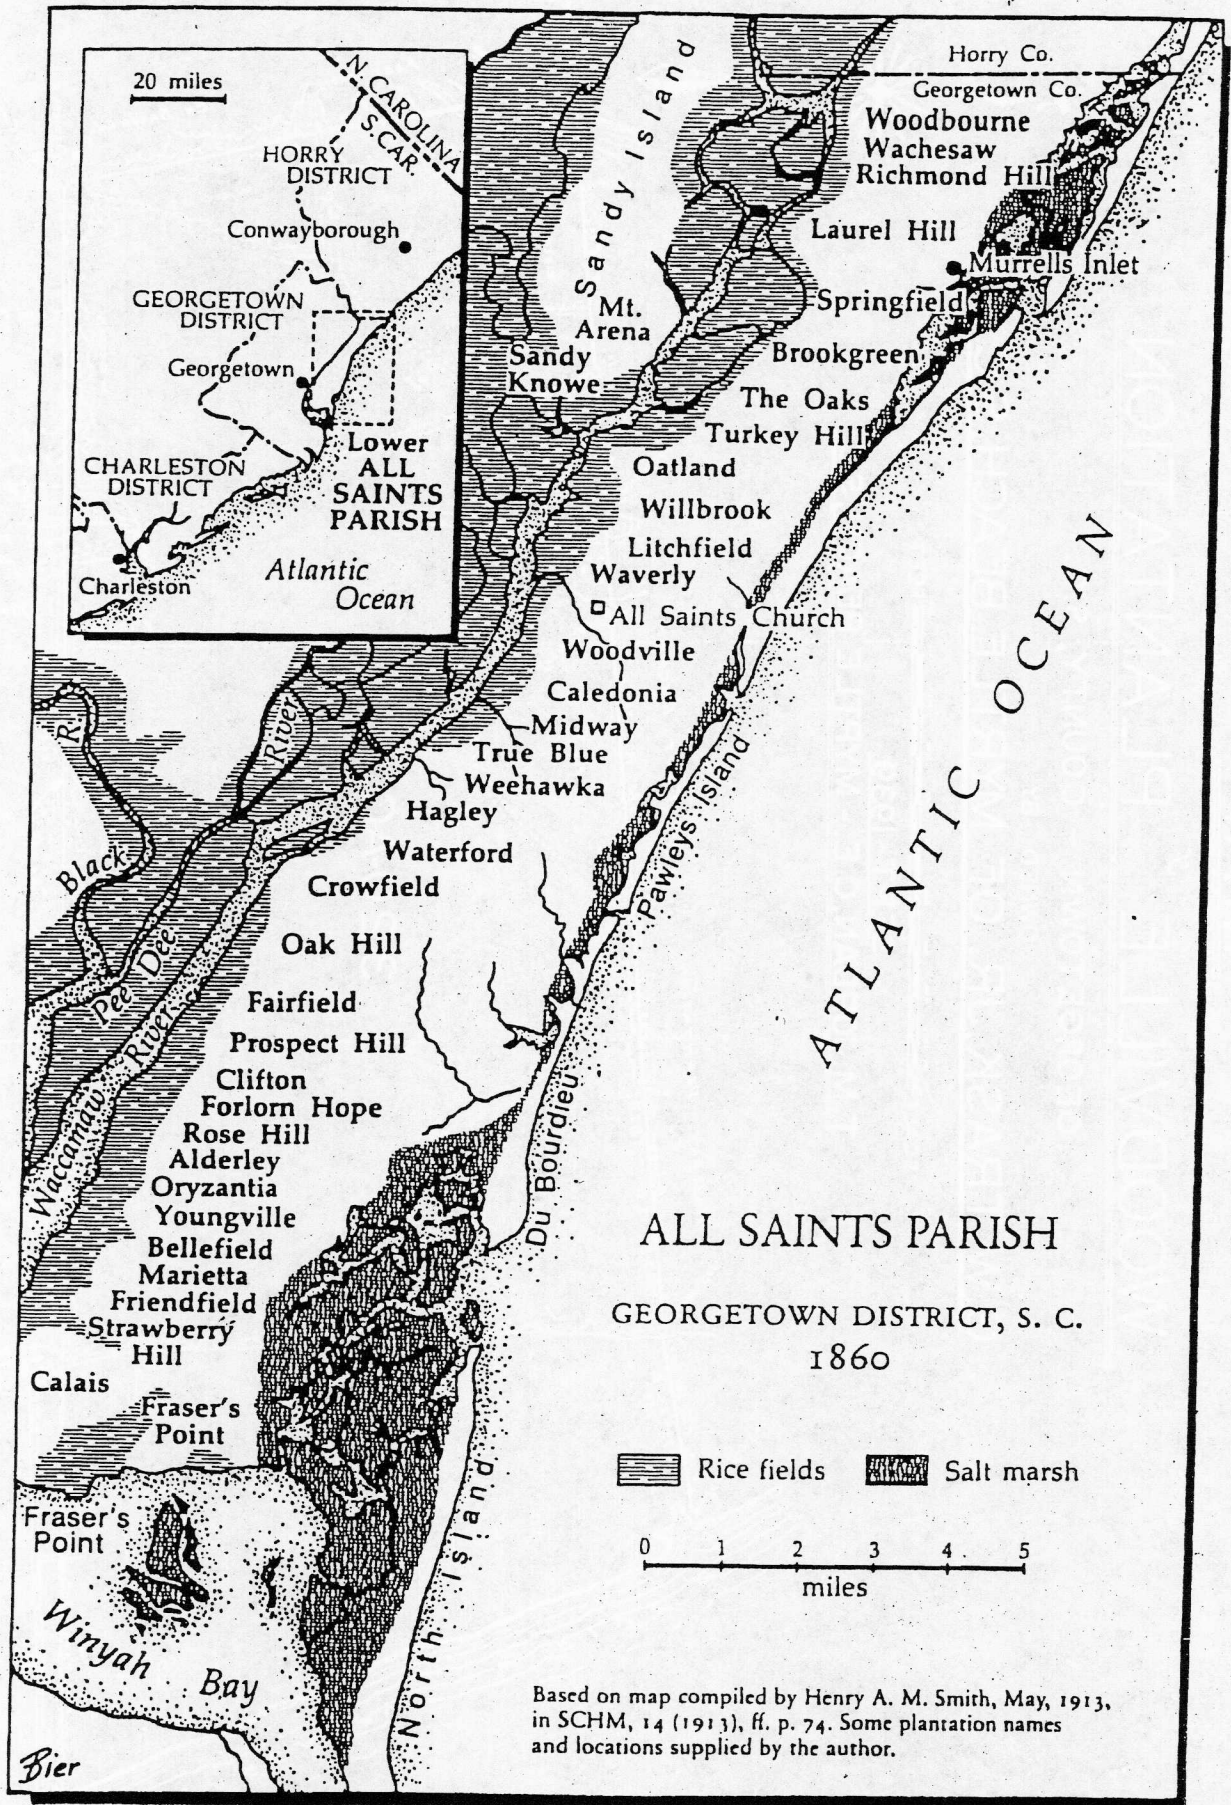 20 miles
N. CAROLINA
S. CAR.
HORRY
DISTRICT
Conwayborough
GEORGETOWN
DISTRICT
Georgetown
Lower
ALL
SAINTS
PARISH
CHARLESTON
DISTRICT
Charleston
Atlantic
Ocean
Horry Co.
Georgetown Co.
Woodbourne
Wachesaw
Richmond Hill
Sandy Island
Laurel Hill
Murrells Inlet
Springfield
Mt.
Arena
Brookgreen
Sandy
Knowe
The Oaks
Turkey Hill
Oatland
Willbrook
Litchfield
Waverly
All Saints Church
Woodville
Caledonia
Midway
True Blue
Weehawka
Hagley
Waterford
Crowfield
Oak Hill
Fairfield
Prospect Hill
Clifton
Forlorn Hope
Rose Hill
Alderley
Oryzantia
Youngville
Bellefield
Marietta
Friendfield
Strawberry
Hill
Calais
Fraser's
Point
Fraser's
Point
Winyah
Bay
R.
Black
River
Pee Dee
Waccamaw River
Pawleys Island
Du Bourdieu
North Island
ATLANTIC OCEAN
ALL SAINTS PARISH
GEORGETOWN DISTRICT, S. C.
1860
Rice fields
Salt marsh
0 1 2 3 4 5
miles
Based on map compiled by Henry A. M. Smith, May, 1913,
in SCHM, 14 (1913), ff. p. 74. Some plantation names
and locations supplied by the author.
Bier